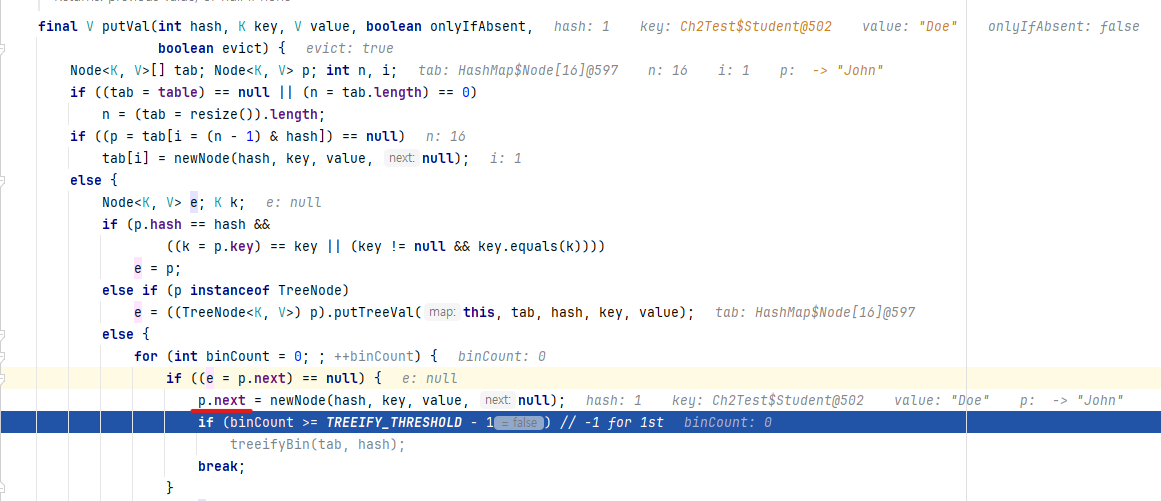 final V putVal(int hash, K key, V value, boolean onlyIfAbsent, hash: 1 key: Ch2Test$Student@502 value: "Doe" onlyIfAbsent: false
boolean evict) { evict: true
Node<K, V>[] tab; Node<K, V> p; int n, i; tab: HashMap$Node[16]@597 n: 16 i: 1 p: -> "John"
if ((tab = table) == null || (n = tab.length) == 0)
n = (tab = resize()).length;
if ((p = tab[i = (n - 1) & hash]) == null) n: 16
tab[i] = newNode(hash, key, value, next: null); i: 1
else {
Node<K, V> e; K k; e: null
if (p.hash == hash &&
((k = p.key) == key || (key != null && key.equals(k))))
e = p;
else if (p instanceof TreeNode)
e = ((TreeNode<K, V>) p).putTreeVal( map: this, tab, hash, key, value); tab: HashMap$Node[16]@597
else {
for (int binCount = 0; ; ++binCount) { binCount: 0
if ((e = p.next) == null) { e: null
p.next = newNode(hash, key, value, next: null); hash: 1 key: Ch2Test$Student@502 value: "Doe" p: -> "John"
if (binCount >= TREEIFY_THRESHOLD - 1 = false ) // -1 for 1st binCount: 0
treeifyBin(tab, hash);
break;
}